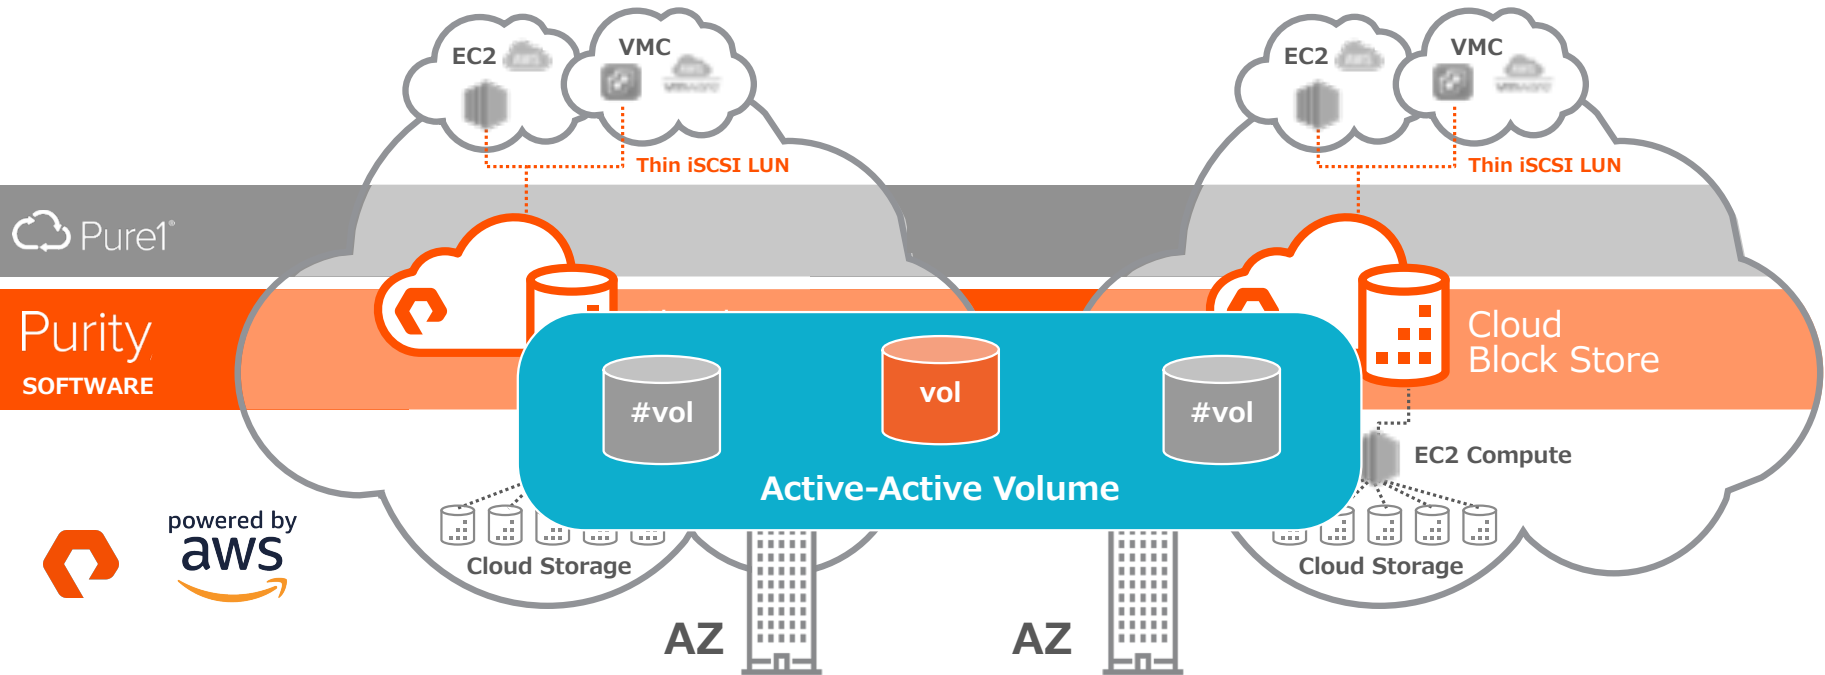 EC2
VMC
Thin iSCSI LUN
EC2
VMC
Thin iSCSI LUN
Pure1®
Purity
SOFTWARE
Cloud
Block Store
#vol
vol
#vol
Active-Active Volume
EC2 Compute
powered by
aws
Cloud Storage
Cloud Storage
AZ
AZ